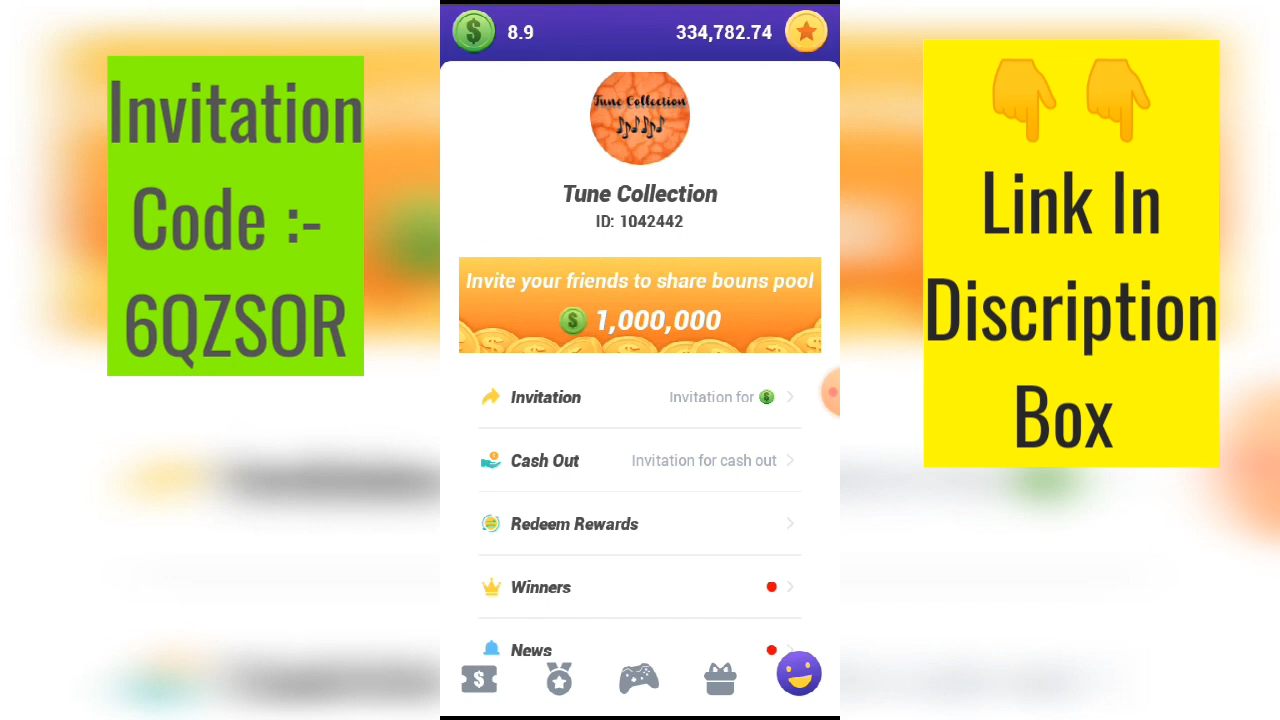 Invitation
Code :-
6QZSOR
8.9
334,782.74
Tune Collection
Tune Collection
ID: 1042442
Invite your friends to share bouns pool
1,000,000
Invitation
Invitation for
Cash Out
Invitation for cash out
Redeem Rewards
Winners
News
Link In
Discription
Box